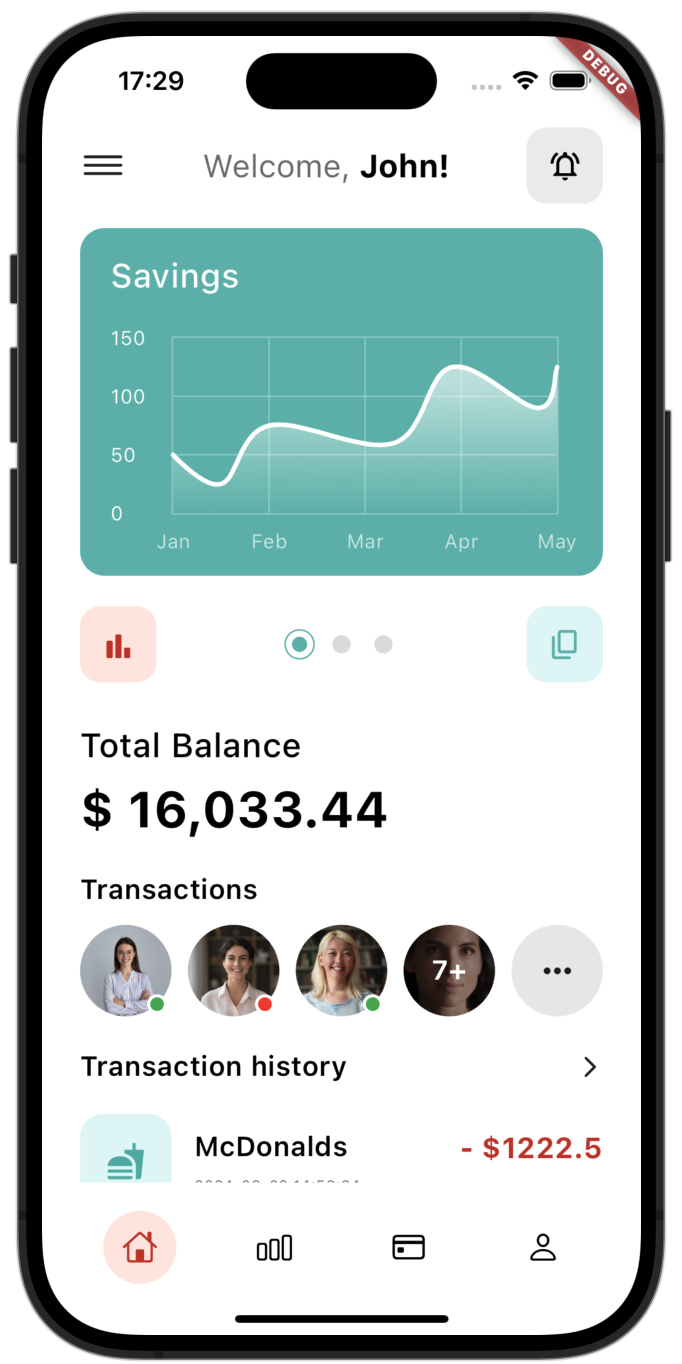 17:29
DEBUG
Welcome, John!
Savings
150
100
50
0
Jan Feb Mar Apr May
Total Balance
$ 16,033.44
Transactions
7+
Transaction history
McDonalds
- $1222.5